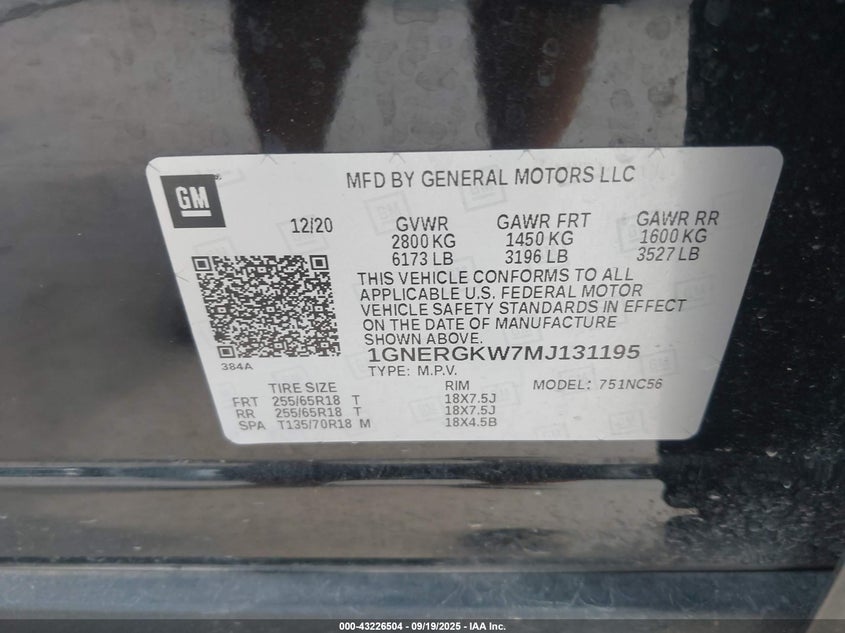 GM
MFD BY GENERAL MOTORS LLC
12/20 GVWR GAWR FRT GAWR RR
2800 KG 1450 KG 1600 KG
6173 LB 3196 LB 3527 LB
THIS VEHICLE CONFORMS TO ALL
APPLICABLE U.S. FEDERAL MOTOR
VEHICLE SAFETY STANDARDS IN EFFECT
ON THE DATE OF MANUFACTURE
SHOWN ABOVE.
384A
1GNERGKW7MJ131195
TYPE: M.P.V.
TIRE SIZE RIM MODEL: 751NC56
FRT 255/65R18 T 18X7.5J
RR 255/65R18 T 18X7.5J
SPA T135/70R18 M 18X4.5B
000-43226504 - 09/19/2025 - IAA Inc.